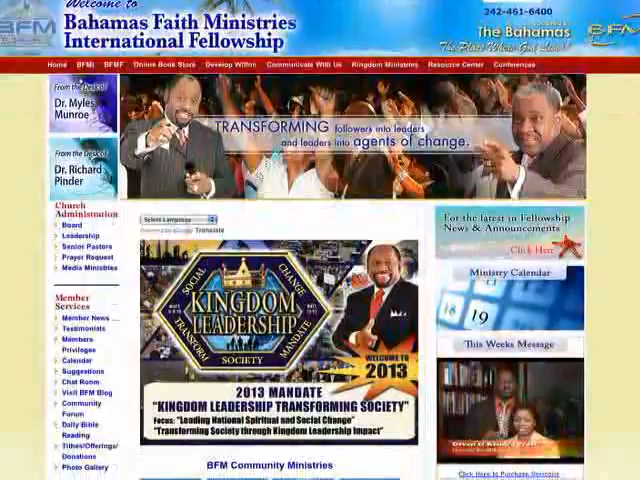 Welcome to
BFM
Bahamas Faith Ministries
International Fellowship
242-461-6400
The Bahamas
BFM
Home BFMI BFMF Online Book Store Develop Within Communicate With Us Kingdom Ministries Resource Center Conferences
From the Desk of
Dr. Myles
Munroe
TRANSFORMING followers into leaders
and leaders into agents of change.
From the Desk of
Dr. Richard
Pinder
Church
Administration
Board
Leadership
Senior Pastors
Prayer Request
Media Ministries
Member
Services
Member News
Testimonials
Members
Privileges
Calendar
Suggestions
Chat Room
Visit BFM Blog
Community
Forum
Daily Bible
Reading
Tithes/Offerings/
Donations
Photo Gallery
Select Language
Translate
SOCIAL
CHANGE
KINGDOM
LEADERSHIP
TRANSFORM
SOCIETY
MANDATE
WELCOME TO
2013
2013 MANDATE
"KINGDOM LEADERSHIP TRANSFORMING SOCIETY"
Focus: "Leading National Spiritual and Social Change"
"Transforming Society through Kingdom Leadership Impact"
BFM Community Ministries
For the latest in Fellowship
News & Announcements
Click Here
Ministry Calendar
18 19
This Weeks Message
Click Here to Purchase